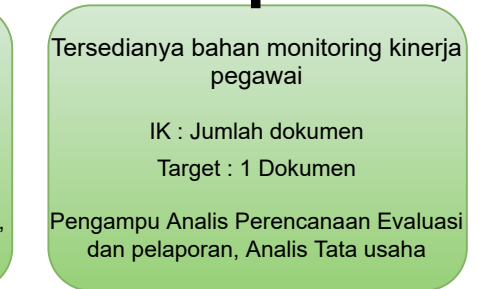 Tersedianya bahan monitoring kinerja
pegawai
IK : Jumlah dokumen
Target : 1 Dokumen
Pengampu Analis Perencanaan Evaluasi
dan pelaporan, Analis Tata usaha
,